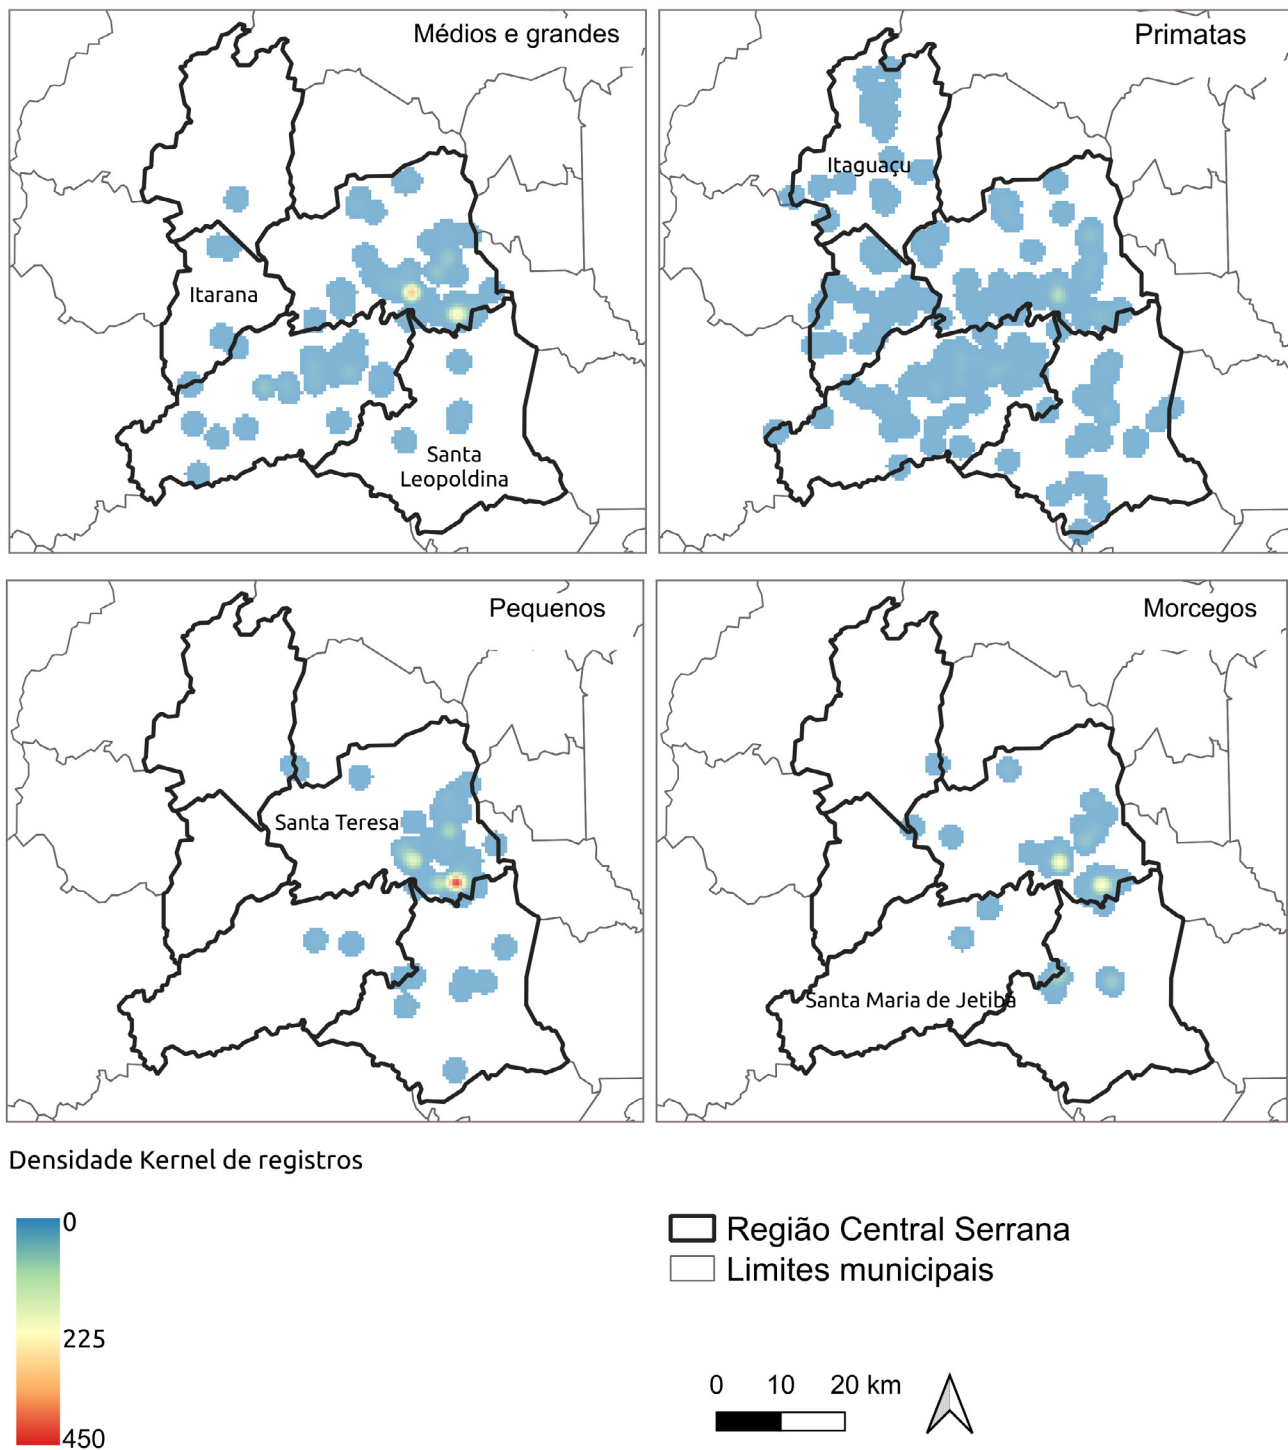 Médios e grandes
Itarana
Santa
Leopoldina
Primatas
Itaguaçu
Pequenos
Santa Teresa
Morcegos
Santa Maria de Jetibá
Densidade Kernel de registros
0
225
450
Região Central Serrana
Limites municipais
0 10 20 km